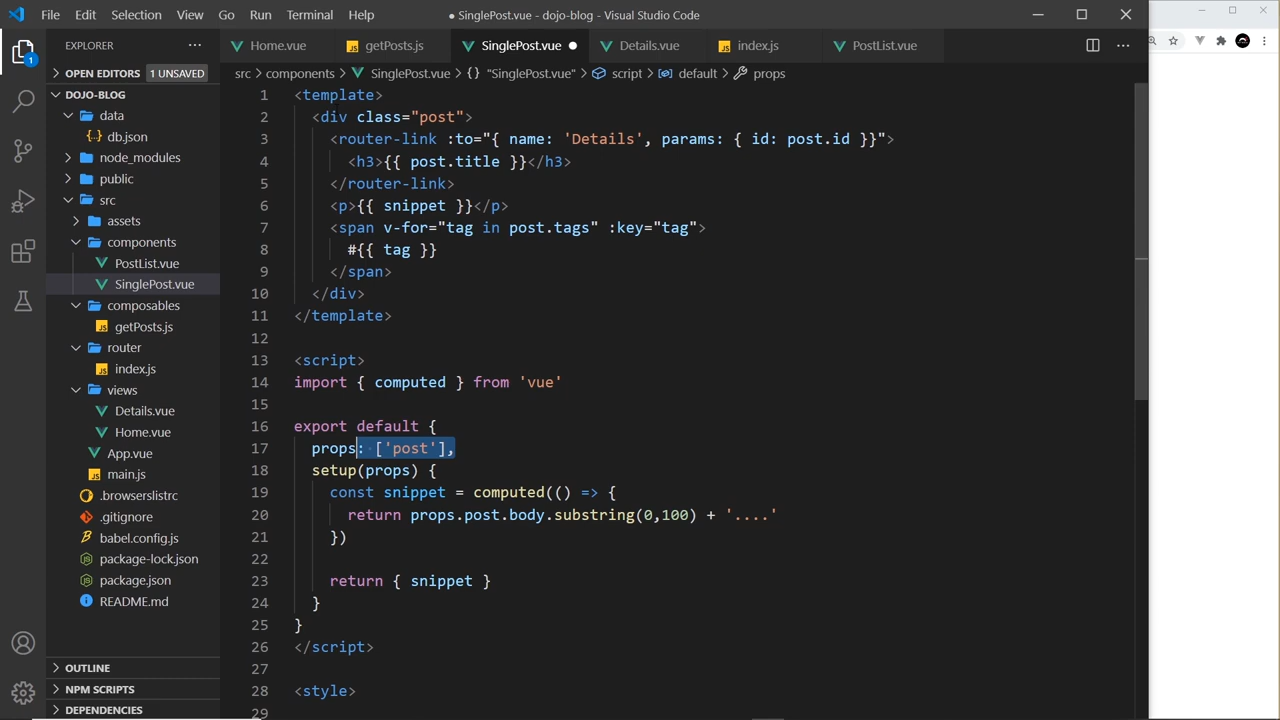 File Edit Selection View Go Run Terminal Help
● SinglePost.vue - dojo-blog - Visual Studio Code
EXPLORER
Home.vue
JS getPosts.js
SinglePost.vue
Details.vue
JS index.js
PostList.vue
1
OPEN EDITORS 1 UNSAVED
src > components > SinglePost.vue > {} "SinglePost.vue" > script > default > props
DOJO-BLOG
data
{} db.json
node_modules
public
src
assets
components
PostList.vue
SinglePost.vue
composables
JS getPosts.js
router
JS index.js
views
Details.vue
Home.vue
App.vue
JS main.js
.browserslistrc
.gitignore
babel.config.js
package-lock.json
package.json
README.md
OUTLINE
NPM SCRIPTS
DEPENDENCIES
1 <template>
2 <div class="post">
3 <router-link :to="{ name: 'Details', params: { id: post.id }}">
4 <h3>{{ post.title }}</h3>
5 </router-link>
6 <p>{{ snippet }}</p>
7 <span v-for="tag in post.tags" :key="tag">
8 #{{ tag }}
9 </span>
10 </div>
11 </template>
12
13 <script>
14 import { computed } from 'vue'
15
16 export default {
17 props: ['post'],
18 setup(props) {
19 const snippet = computed(() => {
20 return props.post.body.substring(0,100) + '....'
21 })
22
23 return { snippet }
24 }
25 }
26 </script>
27
28 <style>
29